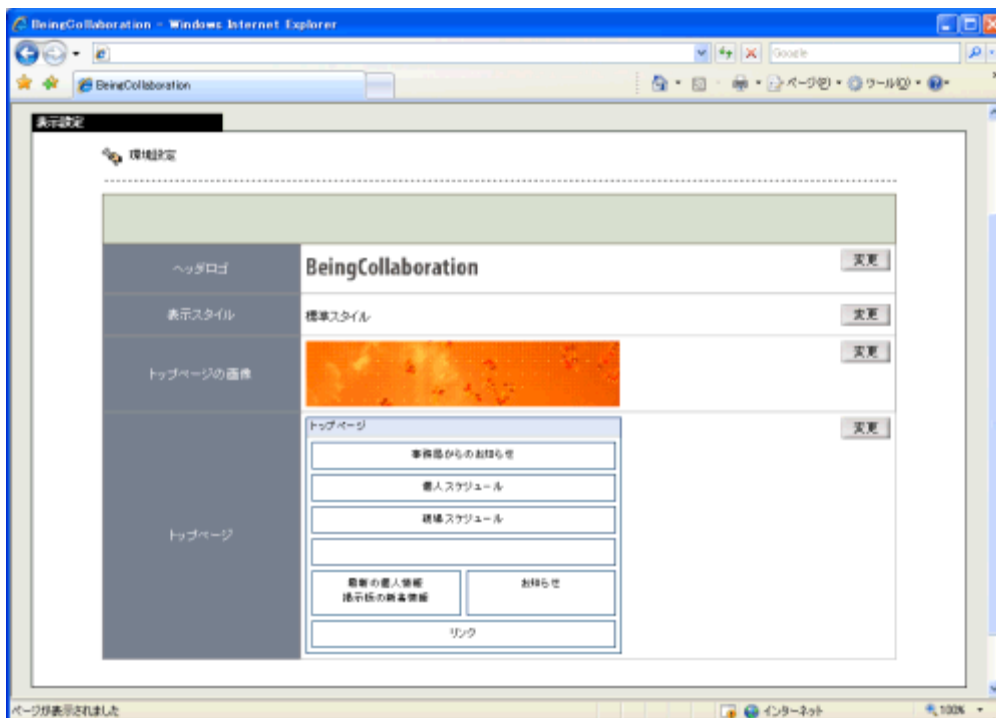 BeingCollaboration - Windows Internet Explorer
Google
BeingCollaboration
ページ(P) ツール(O)
表示設定
環境設定
ヘッダロゴ
BeingCollaboration
変更
表示スタイル
標準スタイル
変更
トップページの画像
変更
トップページ
トップページ
変更
事務局からのお知らせ
個人スケジュール
現場スケジュール
最新の個人情報
掲示板の新着情報
お知らせ
リンク
ページが表示されました
インターネット
100%